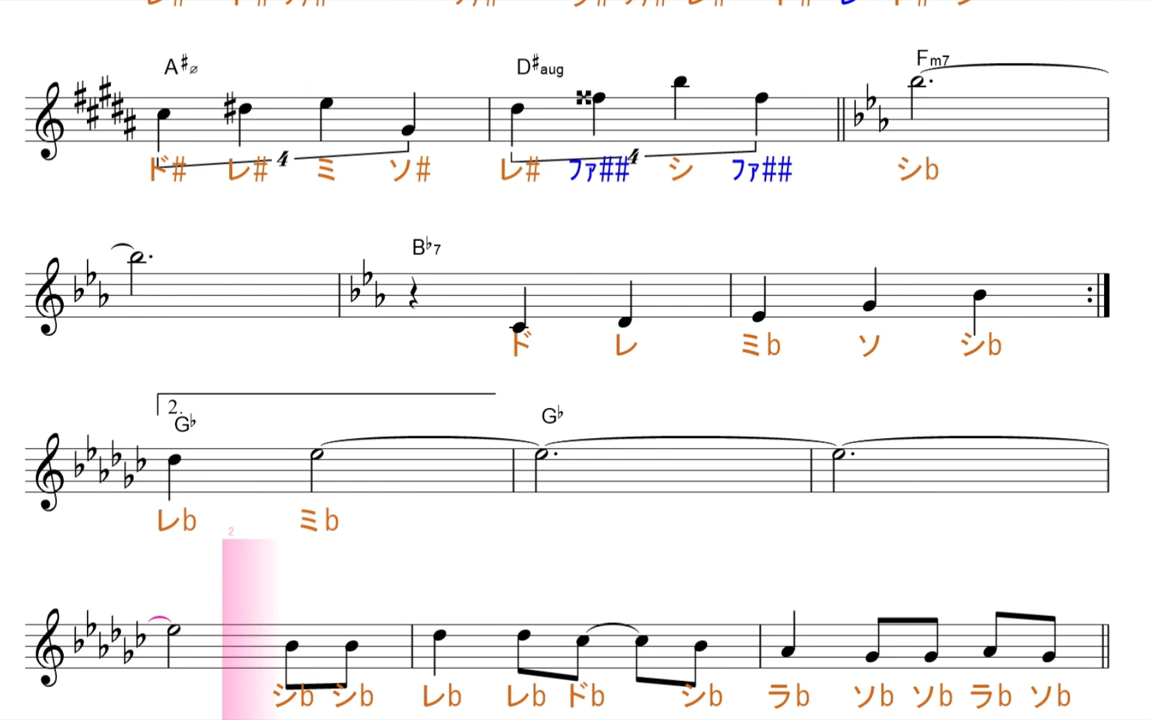 A♯ø D♯aug Fm7
4 4
ド# レ# ミ ソ# レ# ファ## シ ファ## シb
B♭7
ド レ ミb ソ シb
2.
G♭ G♭
レb ミb
2
シb シb レb レb ドb シb ラb ソb ソb ラb ソb